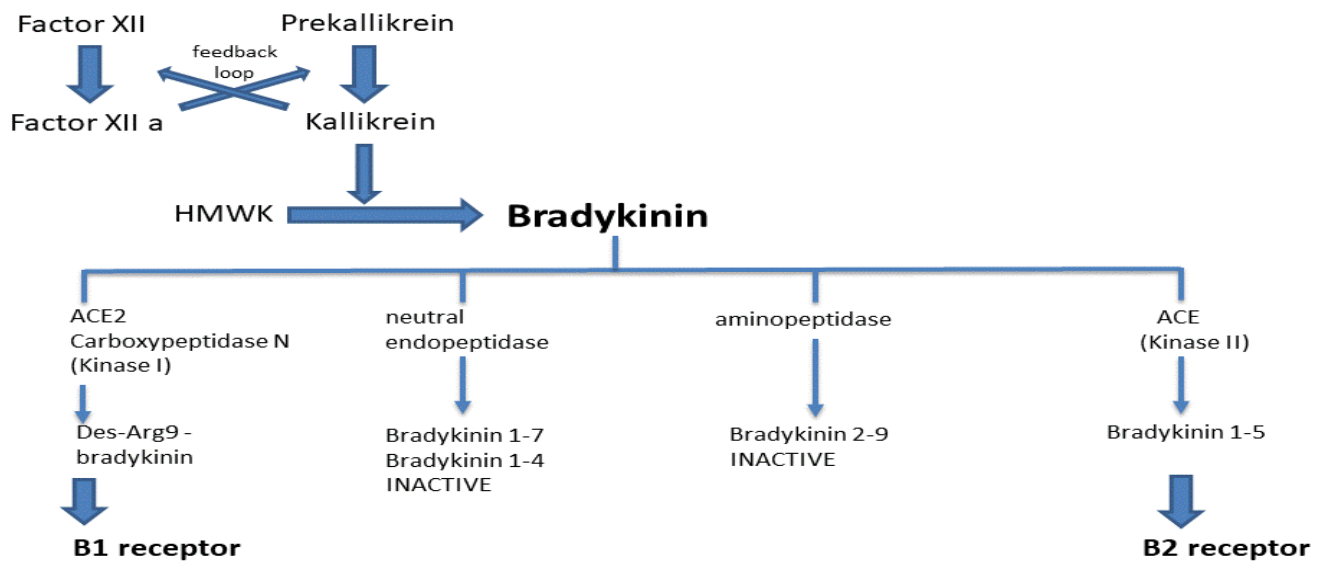 Factor XII
Prekallikrein
feedback
loop
Factor XII a
Kallikrein
HMWK
Bradykinin
ACE2
Carboxypeptidase N
(Kinase I)
neutral
endopeptidase
aminopeptidase
ACE
(Kinase II)
Des-Arg9 -
bradykinin
Bradykinin 1-7
Bradykinin 1-4
INACTIVE
Bradykinin 2-9
INACTIVE
Bradykinin 1-5
B1 receptor
B2 receptor